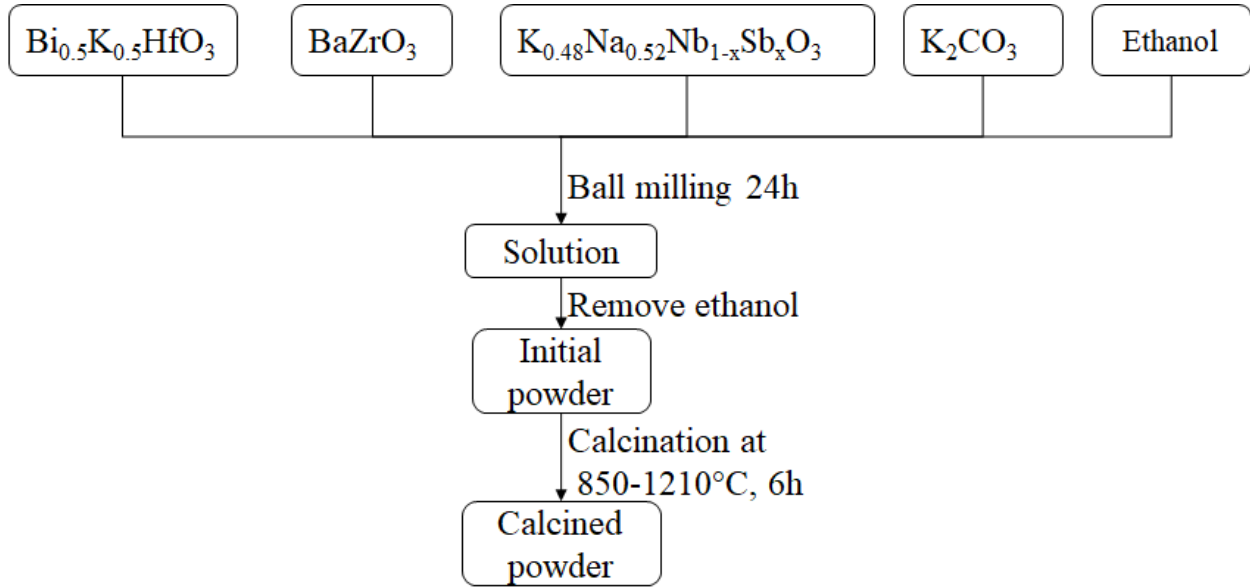 Bi₀.₅K₀.₅HfO₃
BaZrO₃
K₀.₄₈Na₀.₅₂Nb₁₋ₓSbₓO₃
K₂CO₃
Ethanol
Ball milling 24h
Solution
Remove ethanol
Initial
powder
Calcination at
850-1210°C, 6h
Calcined
powder